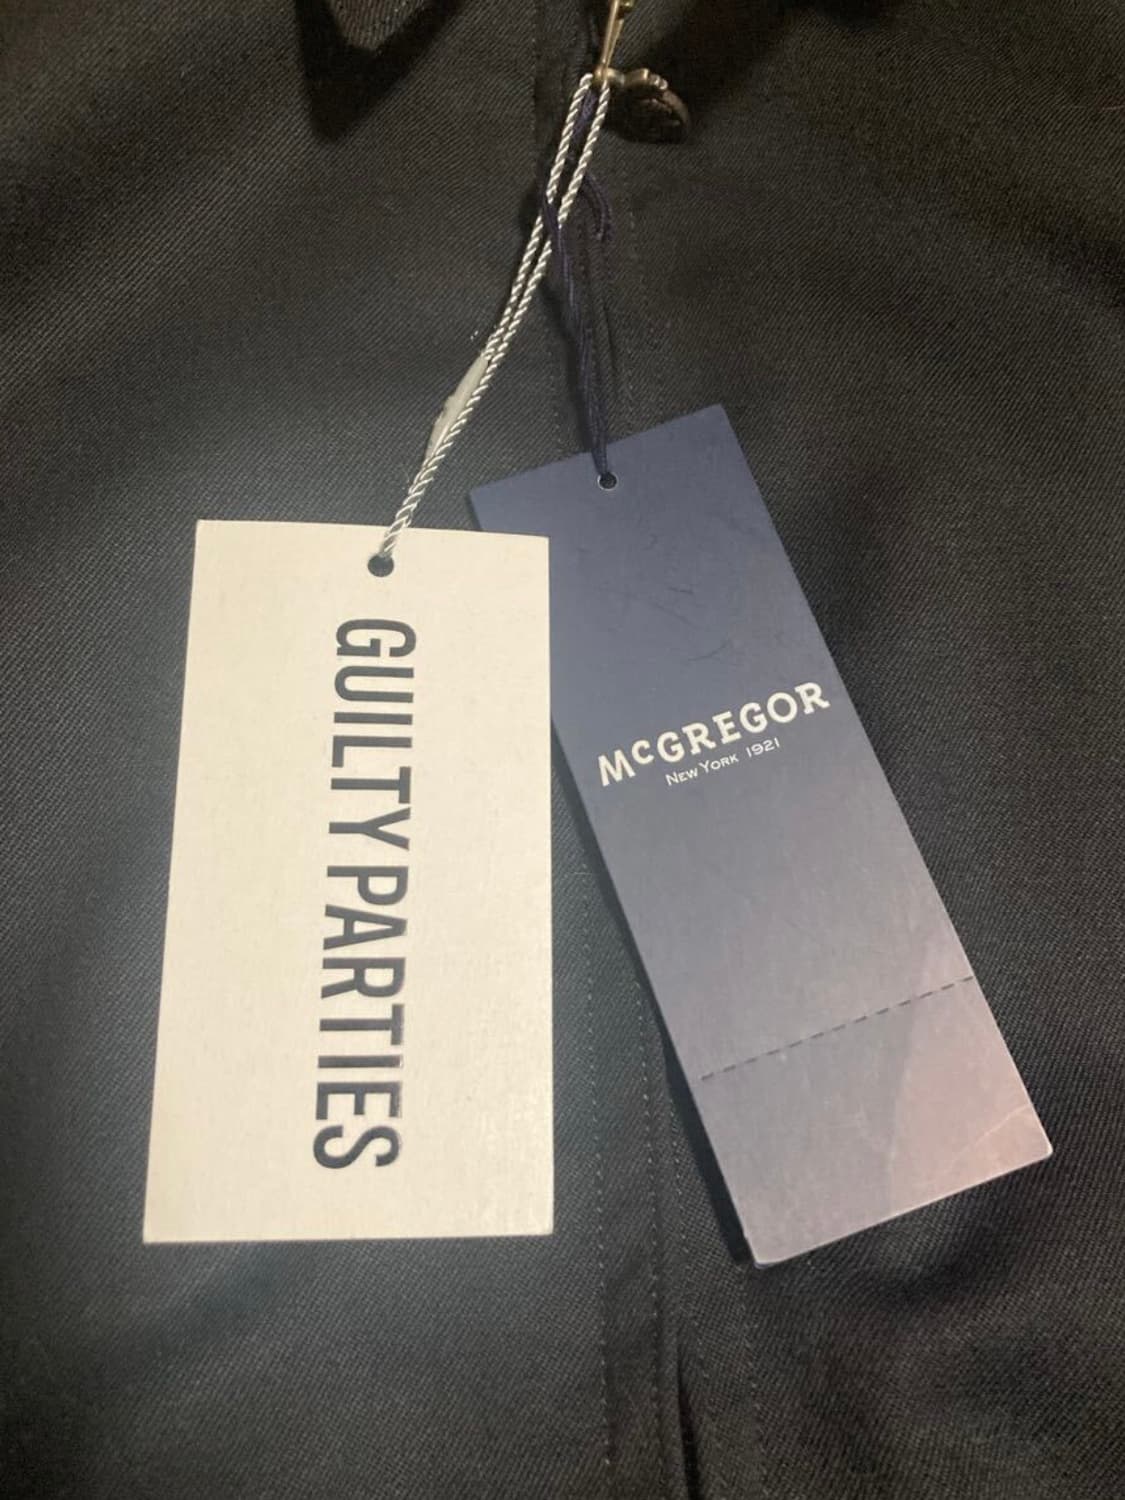 GUILTY PARTIES
McGREGOR
NEW YORK 1921